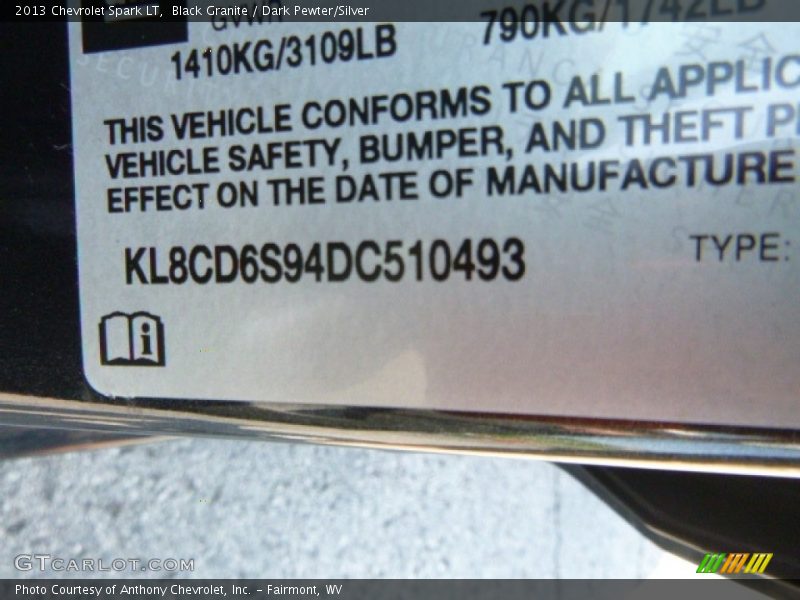 2013 Chevrolet Spark LT, Black Granite / Dark Pewter/Silver
GVWR
1410KG/3109LB 790KG/1742LB
THIS VEHICLE CONFORMS TO ALL APPLIC
VEHICLE SAFETY, BUMPER, AND THEFT P
EFFECT ON THE DATE OF MANUFACTURE
KL8CD6S94DC510493 TYPE:
i
GTCARLOT.COM
Photo Courtesy of Anthony Chevrolet, Inc. – Fairmont, WV